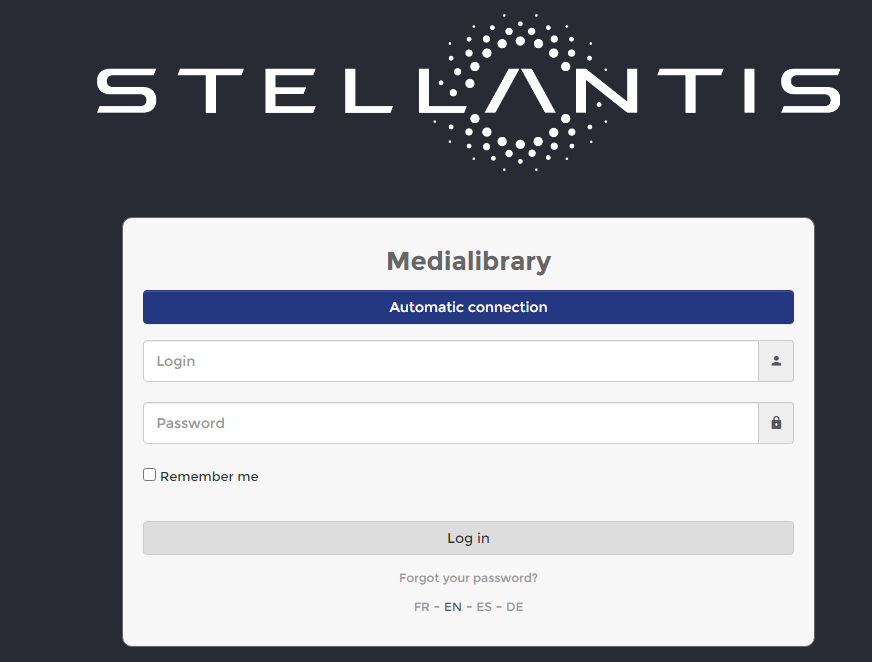 STELLANTIS
Medialibrary
Automatic connection
Login
Password
Remember me
Log in
Forgot your password?
FR - EN - ES - DE